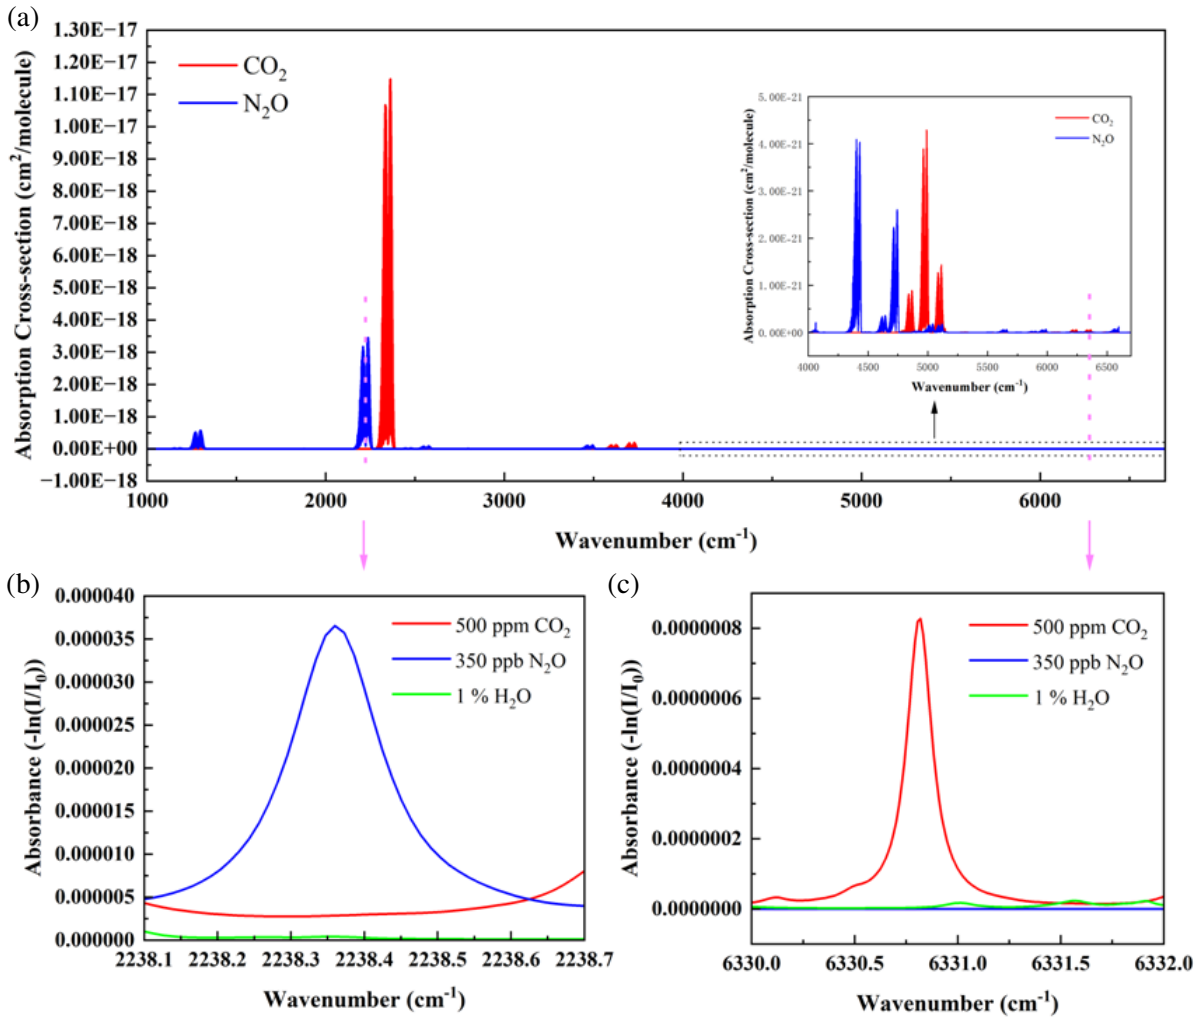 (a)
1.30E−17
1.20E−17
1.10E−17
1.00E−17
9.00E−18
8.00E−18
7.00E−18
6.00E−18
5.00E−18
4.00E−18
3.00E−18
2.00E−18
1.00E−18
0.00E+00
−1.00E−18
Absorption Cross-section (cm²/molecule)
CO₂
N₂O
1000 2000 3000 4000 5000 6000
Wavenumber (cm⁻¹)
5.00E−21
4.00E−21
3.00E−21
2.00E−21
1.00E−21
0.00E+00
Absorption Cross-section (cm²/molecule)
CO₂
N₂O
4000 4500 5000 5500 6000 6500
Wavenumber (cm⁻¹)
(b)
0.000040
0.000035
0.000030
0.000025
0.000020
0.000015
0.000010
0.000005
0.000000
Absorbance (-ln(I/I₀))
500 ppm CO₂
350 ppb N₂O
1 % H₂O
2238.1 2238.2 2238.3 2238.4 2238.5 2238.6 2238.7
Wavenumber (cm⁻¹)
(c)
0.0000008
0.0000006
0.0000004
0.0000002
0.0000000
Absorbance (-ln(I/I₀))
500 ppm CO₂
350 ppb N₂O
1 % H₂O
6330.0 6330.5 6331.0 6331.5 6332.0
Wavenumber (cm⁻¹)